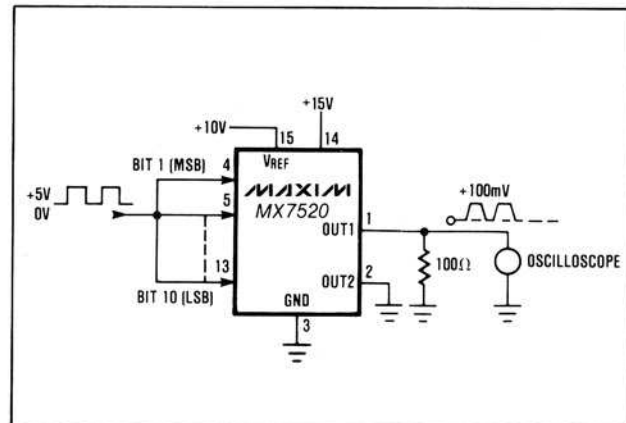 +15V
+10V
15
14
BIT 1 (MSB)
4
VREF
+5V
0V
5
MAXIM
MX7520
+100mV
1
OUT1
100Ω
OSCILLOSCOPE
13
2
OUT2
BIT 10 (LSB)
GND
3